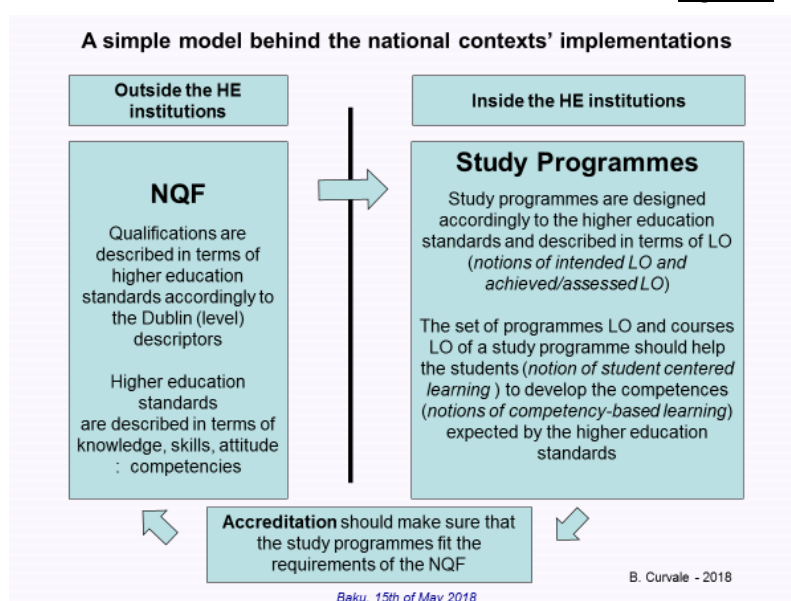 A simple model behind the national contexts' implementations
Outside the HE
institutions
Inside the HE institutions
NQF
Qualifications are
described in terms of
higher education
standards accordingly to
the Dublin (level)
descriptors
Higher education
standards
are described in terms of
knowledge, skills, attitude
: competencies
Study Programmes
Study programmes are designed
accordingly to the higher education
standards and described in terms of LO
(notions of intended LO and
achieved/assessed LO)
The set of programmes LO and courses
LO of a study programme should help
the students (notion of student centered
learning ) to develop the competences
(notions of competency-based learning)
expected by the higher education
standards
Accreditation should make sure that
the study programmes fit the
requirements of the NQF
B. Curvale - 2018
Baku, 15th of May 2018